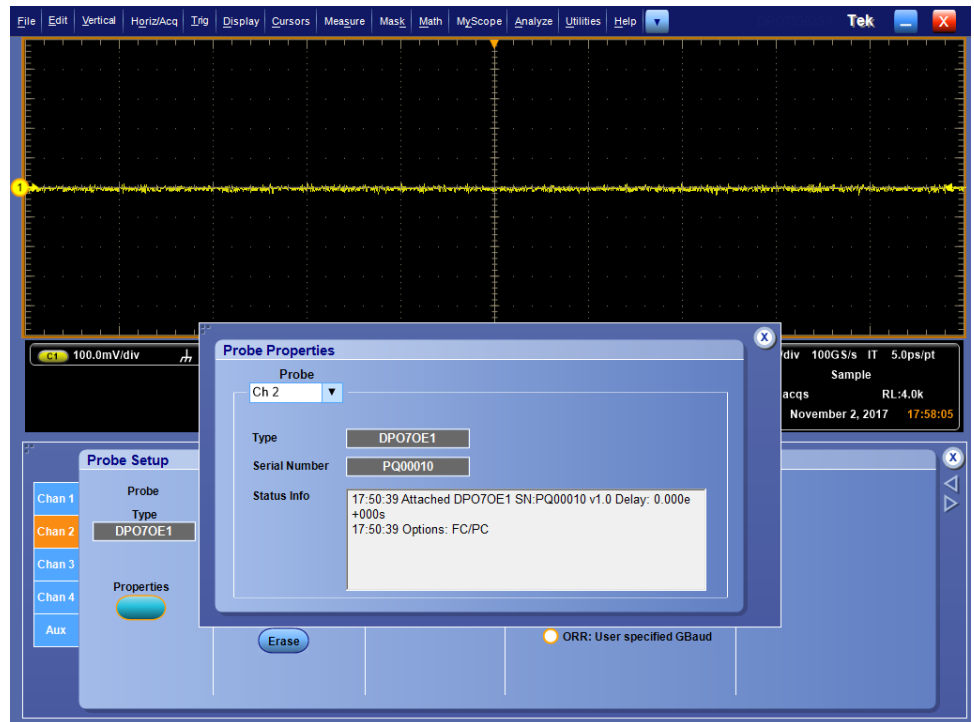 File Edit Vertical Horiz/Acq Trig Display Cursors Measure Mask Math MyScope Analyze Utilities Help Tek X
1
C1 100.0mV/div
/div 100GS/s IT 5.0ps/pt
Sample
acqs RL:4.0k
November 2, 2017 17:58:05
Probe Properties X
Probe
Ch 2
Type DPO7OE1
Serial Number PQ00010
Status Info 17:50:39 Attached DPO7OE1 SN:PQ00010 v1.0 Delay: 0.000e
+000s
17:50:39 Options: FC/PC
Probe Setup X
Chan 1
Chan 2
Chan 3
Chan 4
Aux
Probe
Type
DPO7OE1
Properties
Erase
ORR: User specified GBaud